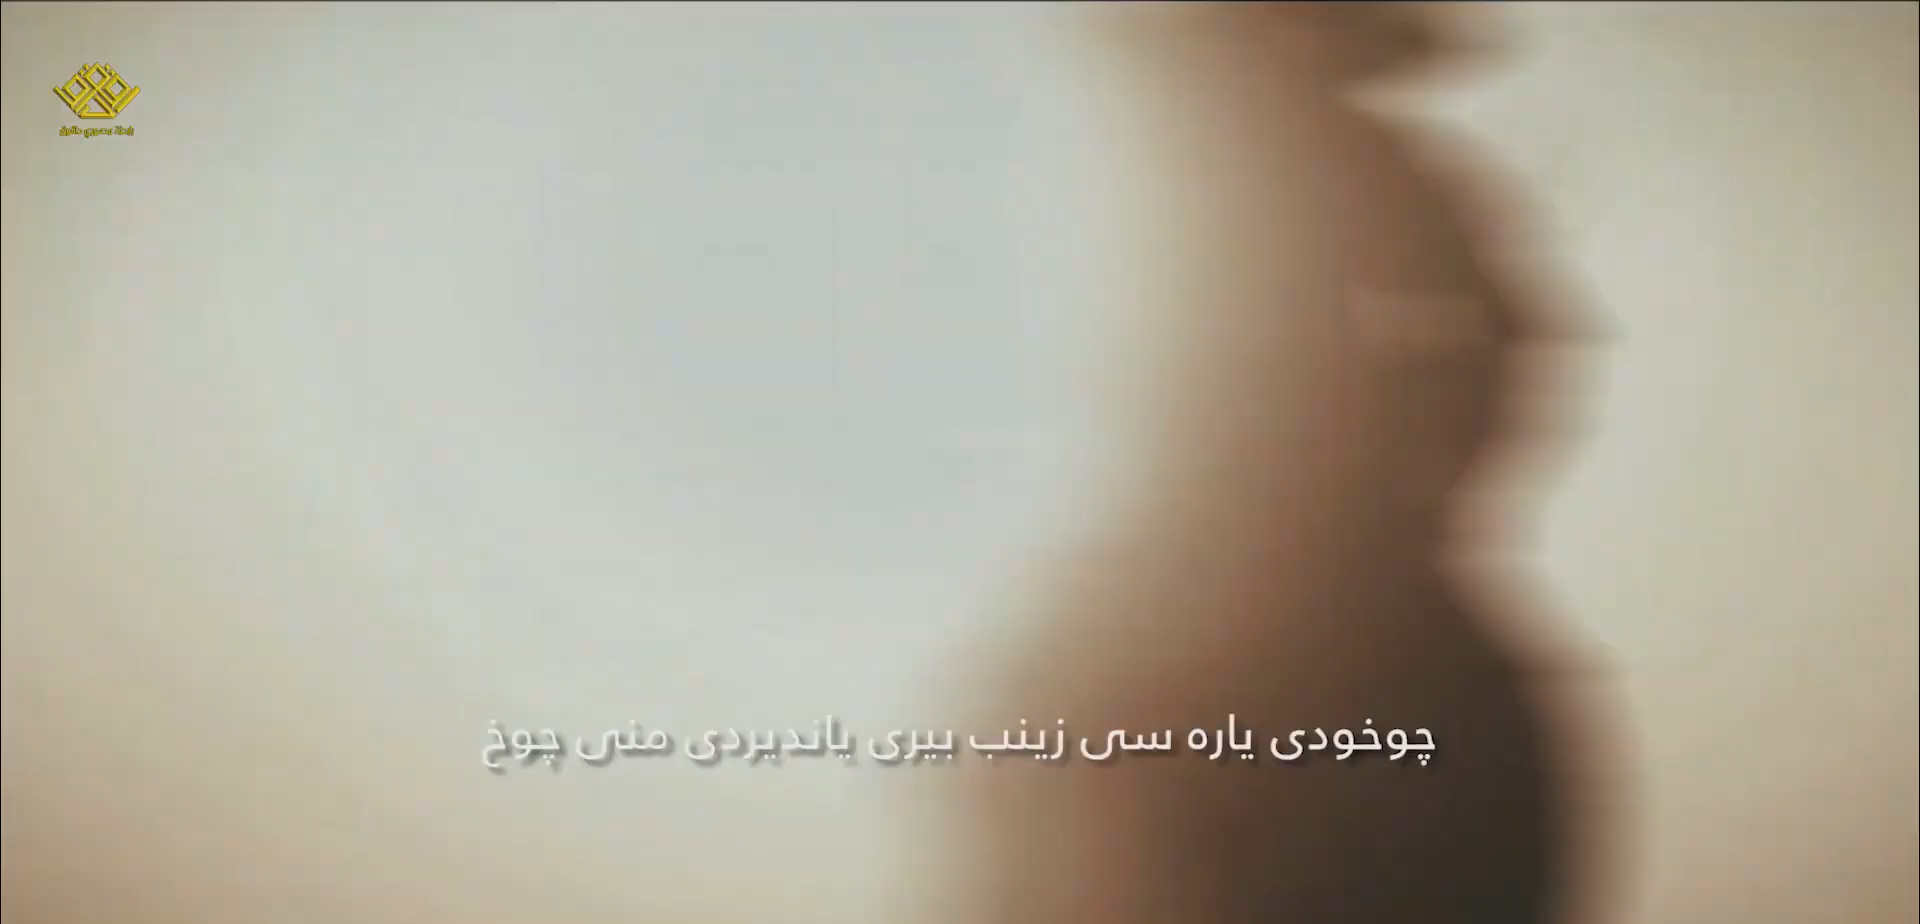 چوخودی یاره سی زینب بیری یاندیردی منی چوخ